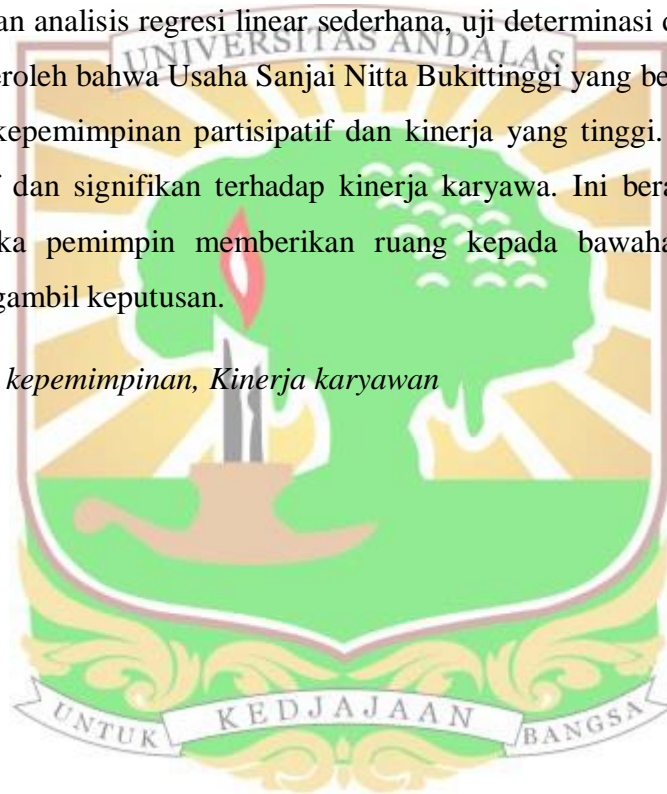 an analisis regresi linear sederhana, uji determinasi d
UNIVERSITAS ANDALAS
eroleh bahwa Usaha Sanjai Nitta Bukittinggi yang be
kepemimpinan partisipatif dan kinerja yang tinggi.
f dan signifikan terhadap kinerja karyawa. Ini bera
ka pemimpin memberikan ruang kepada bawaha
gambil keputusan.
kepemimpinan, Kinerja karyawan
UNTUK KEDJAJAAN BANGSA